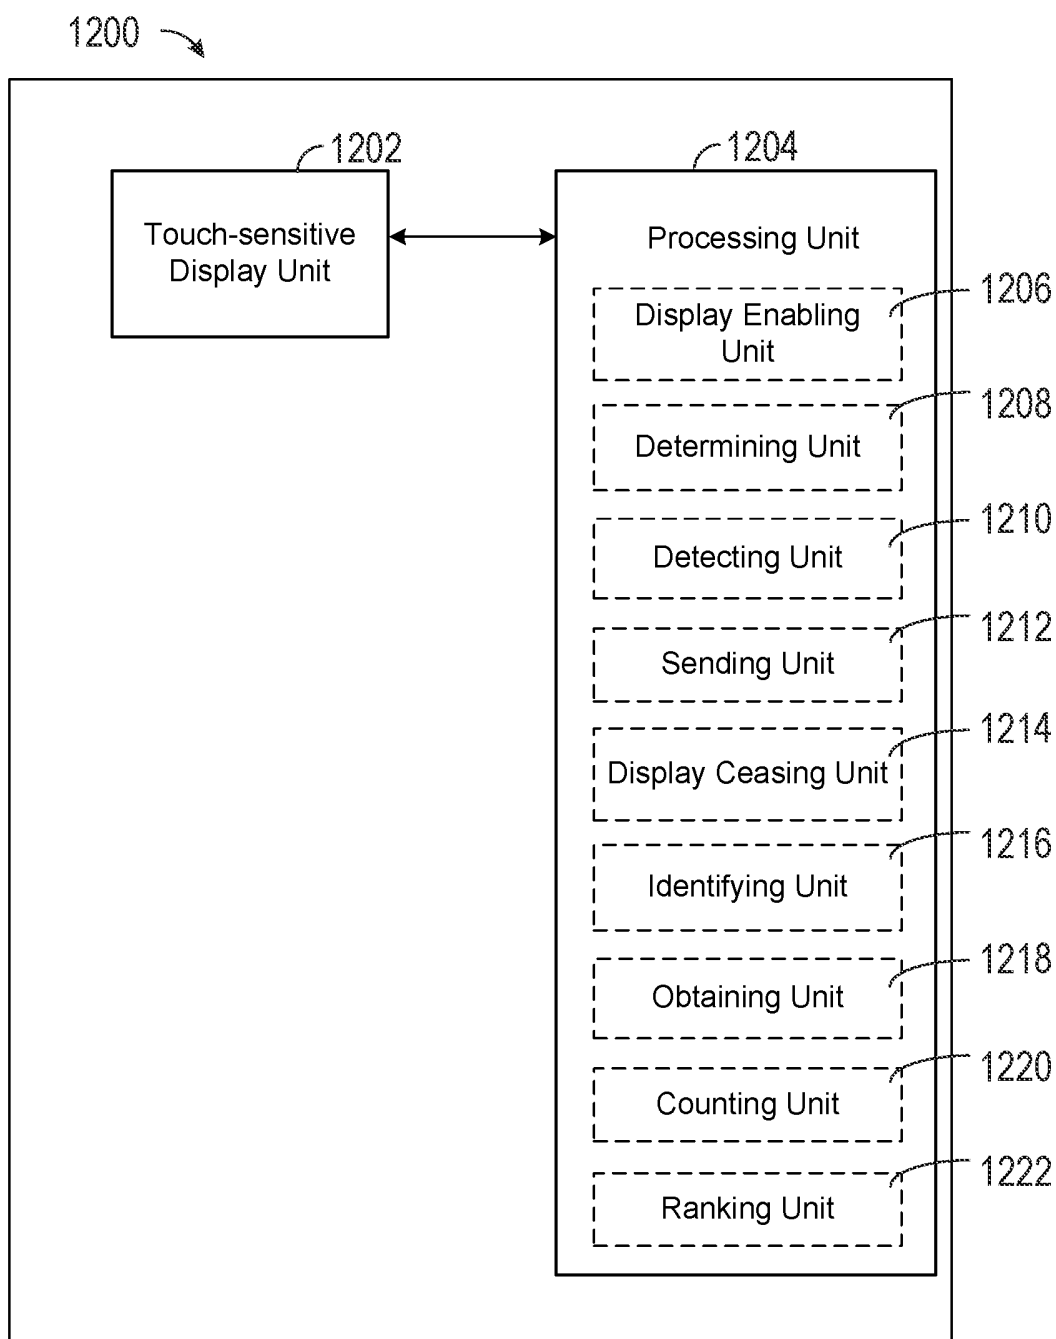 1200
1202
1204
Touch-sensitive
Display Unit
Processing Unit
1206
Display Enabling
Unit
1208
Determining Unit
1210
Detecting Unit
1212
Sending Unit
1214
Display Ceasing Unit
1216
Identifying Unit
1218
Obtaining Unit
1220
Counting Unit
1222
Ranking Unit